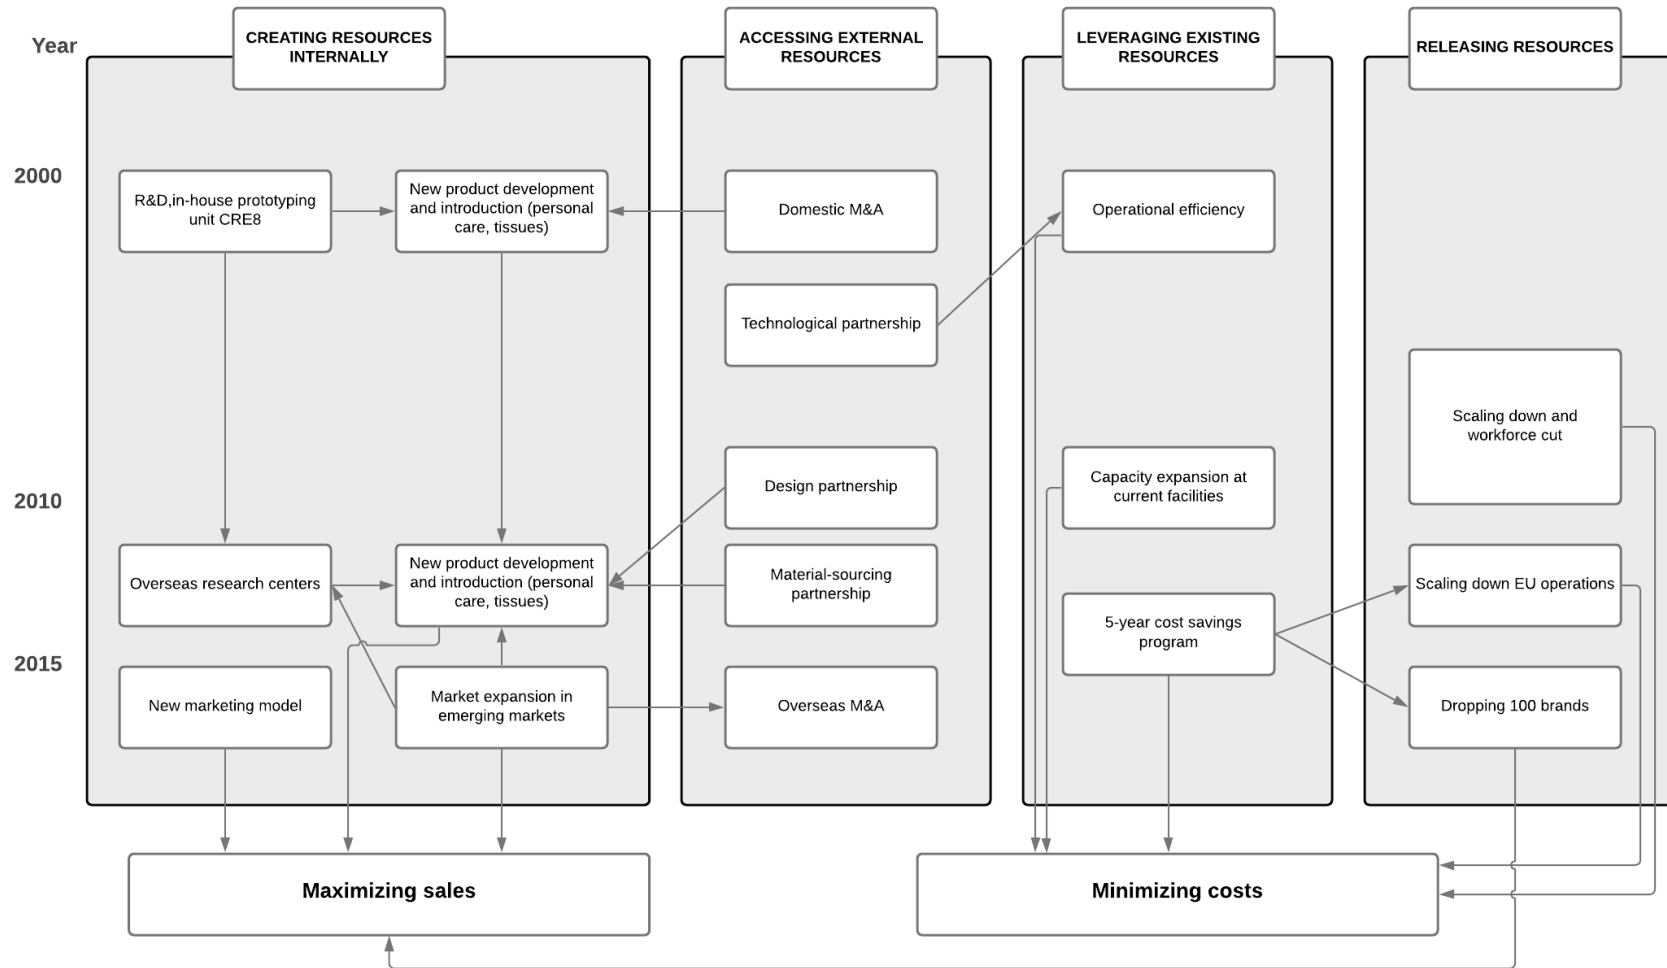 Year
CREATING RESOURCES
INTERNALLY
ACCESSING EXTERNAL
RESOURCES
LEVERAGING EXISTING
RESOURCES
RELEASING RESOURCES
2000
R&D,in-house prototyping
unit CRE8
New product development
and introduction (personal
care, tissues)
Domestic M&A
Operational efficiency
Technological partnership
Scaling down and
workforce cut
2010
Design partnership
Capacity expansion at
current facilities
Overseas research centers
New product development
and introduction (personal
care, tissues)
Material-sourcing
partnership
5-year cost savings
program
Scaling down EU operations
2015
New marketing model
Market expansion in
emerging markets
Overseas M&A
Dropping 100 brands
Maximizing sales
Minimizing costs